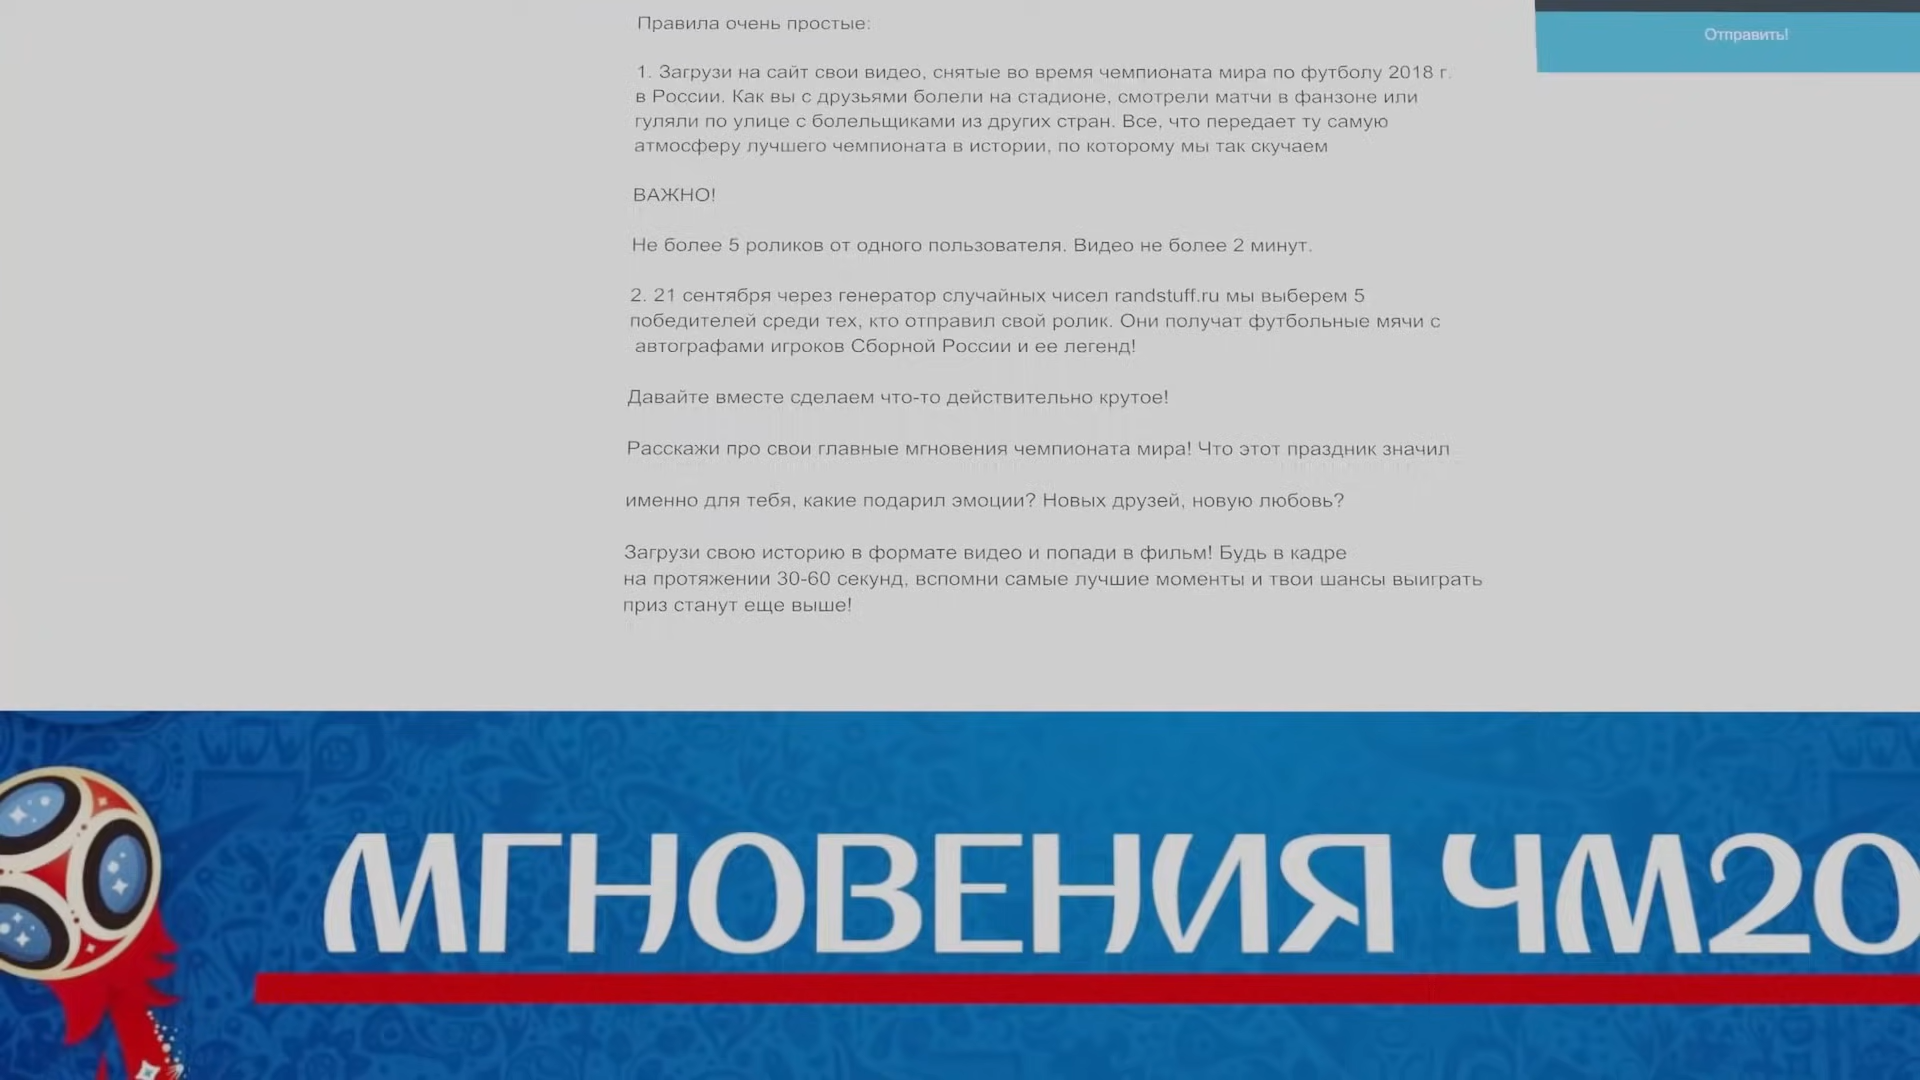 Правила очень простые:
Отправить!
1. Загрузи на сайт свои видео, снятые во время чемпионата мира по футболу 2018 г.
в России. Как вы с друзьями болели на стадионе, смотрели матчи в фанзоне или
гуляли по улице с болельщиками из других стран. Все, что передает ту самую
атмосферу лучшего чемпионата в истории, по которому мы так скучаем
ВАЖНО!
Не более 5 роликов от одного пользователя. Видео не более 2 минут.
2. 21 сентября через генератор случайных чисел randstuff.ru мы выберем 5
победителей среди тех, кто отправил свой ролик. Они получат футбольные мячи с
автографами игроков Сборной России и ее легенд!
Давайте вместе сделаем что-то действительно крутое!
Расскажи про свои главные мгновения чемпионата мира! Что этот праздник значил
именно для тебя, какие подарил эмоции? Новых друзей, новую любовь?
Загрузи свою историю в формате видео и попади в фильм! Будь в кадре
на протяжении 30-60 секунд, вспомни самые лучшие моменты и твои шансы выиграть
приз станут еще выше!
МГНОВЕНИЯ ЧМ20